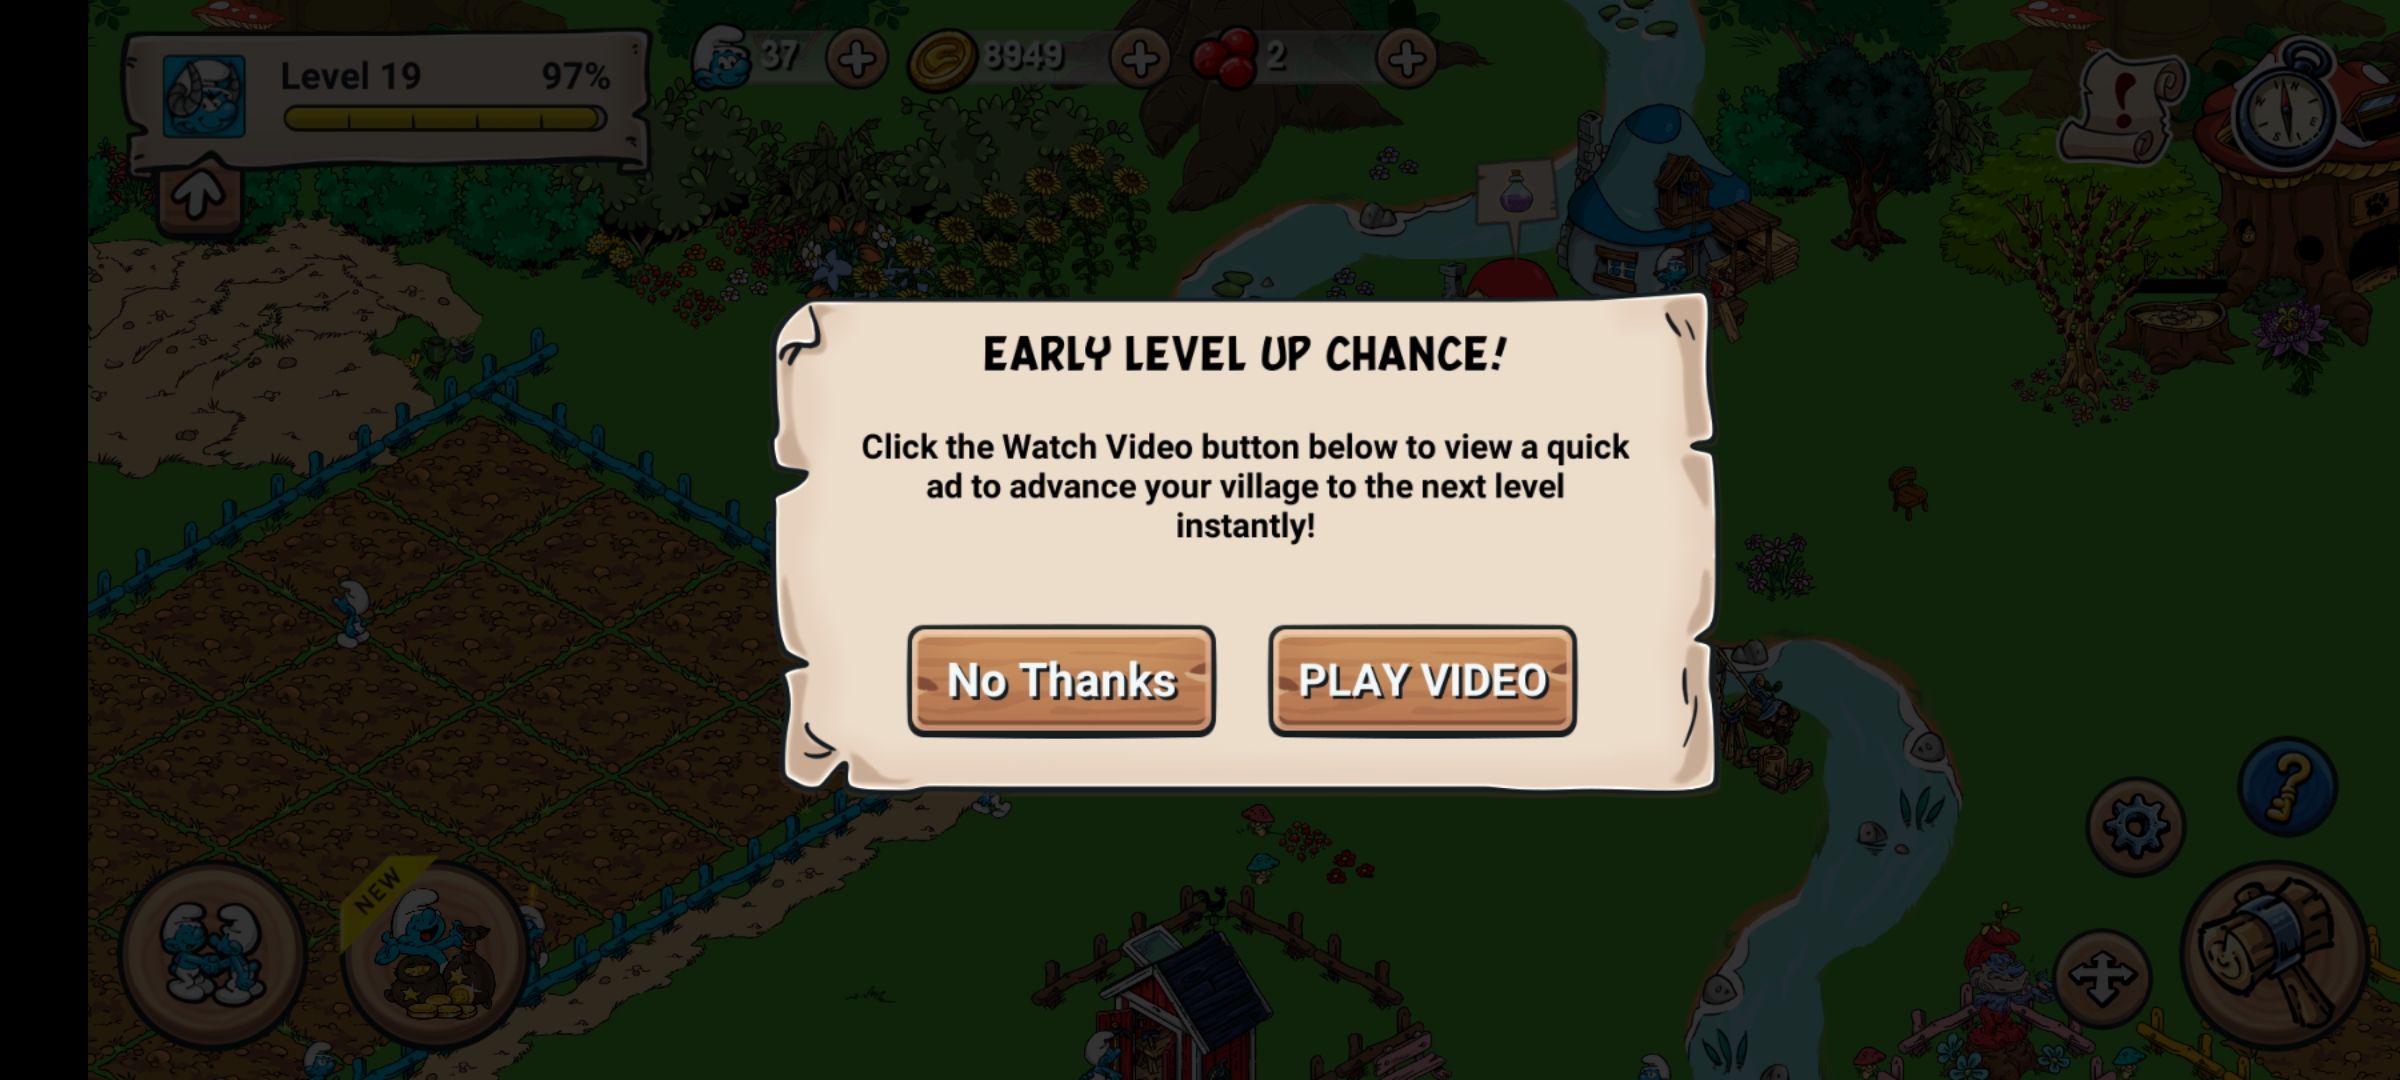 Level 19 97%
37
8949
2
EARLY LEVEL UP CHANCE!
Click the Watch Video button below to view a quick
ad to advance your village to the next level
instantly!
No Thanks
PLAY VIDEO
NEW